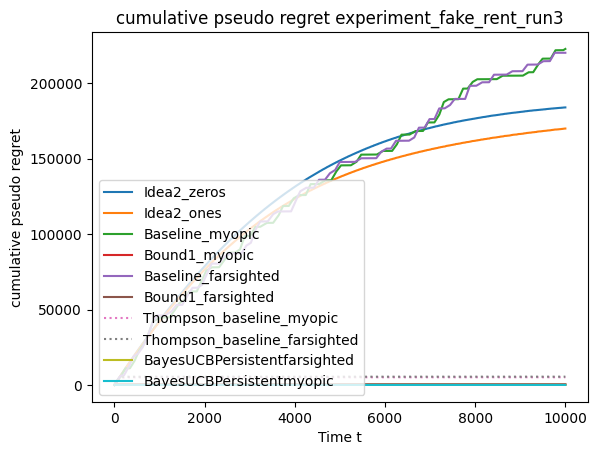 cumulative pseudo regret experiment_fake_rent_run3
cumulative pseudo regret
200000
150000
100000
50000
0
Idea2_zeros
Idea2_ones
Baseline_myopic
Bound1_myopic
Baseline_farsighted
Bound1_farsighted
Thompson_baseline_myopic
Thompson_baseline_farsighted
BayesUCBPersistentfarsighted
BayesUCBPersistentmyopic
0 2000 4000 6000 8000 10000
Time t